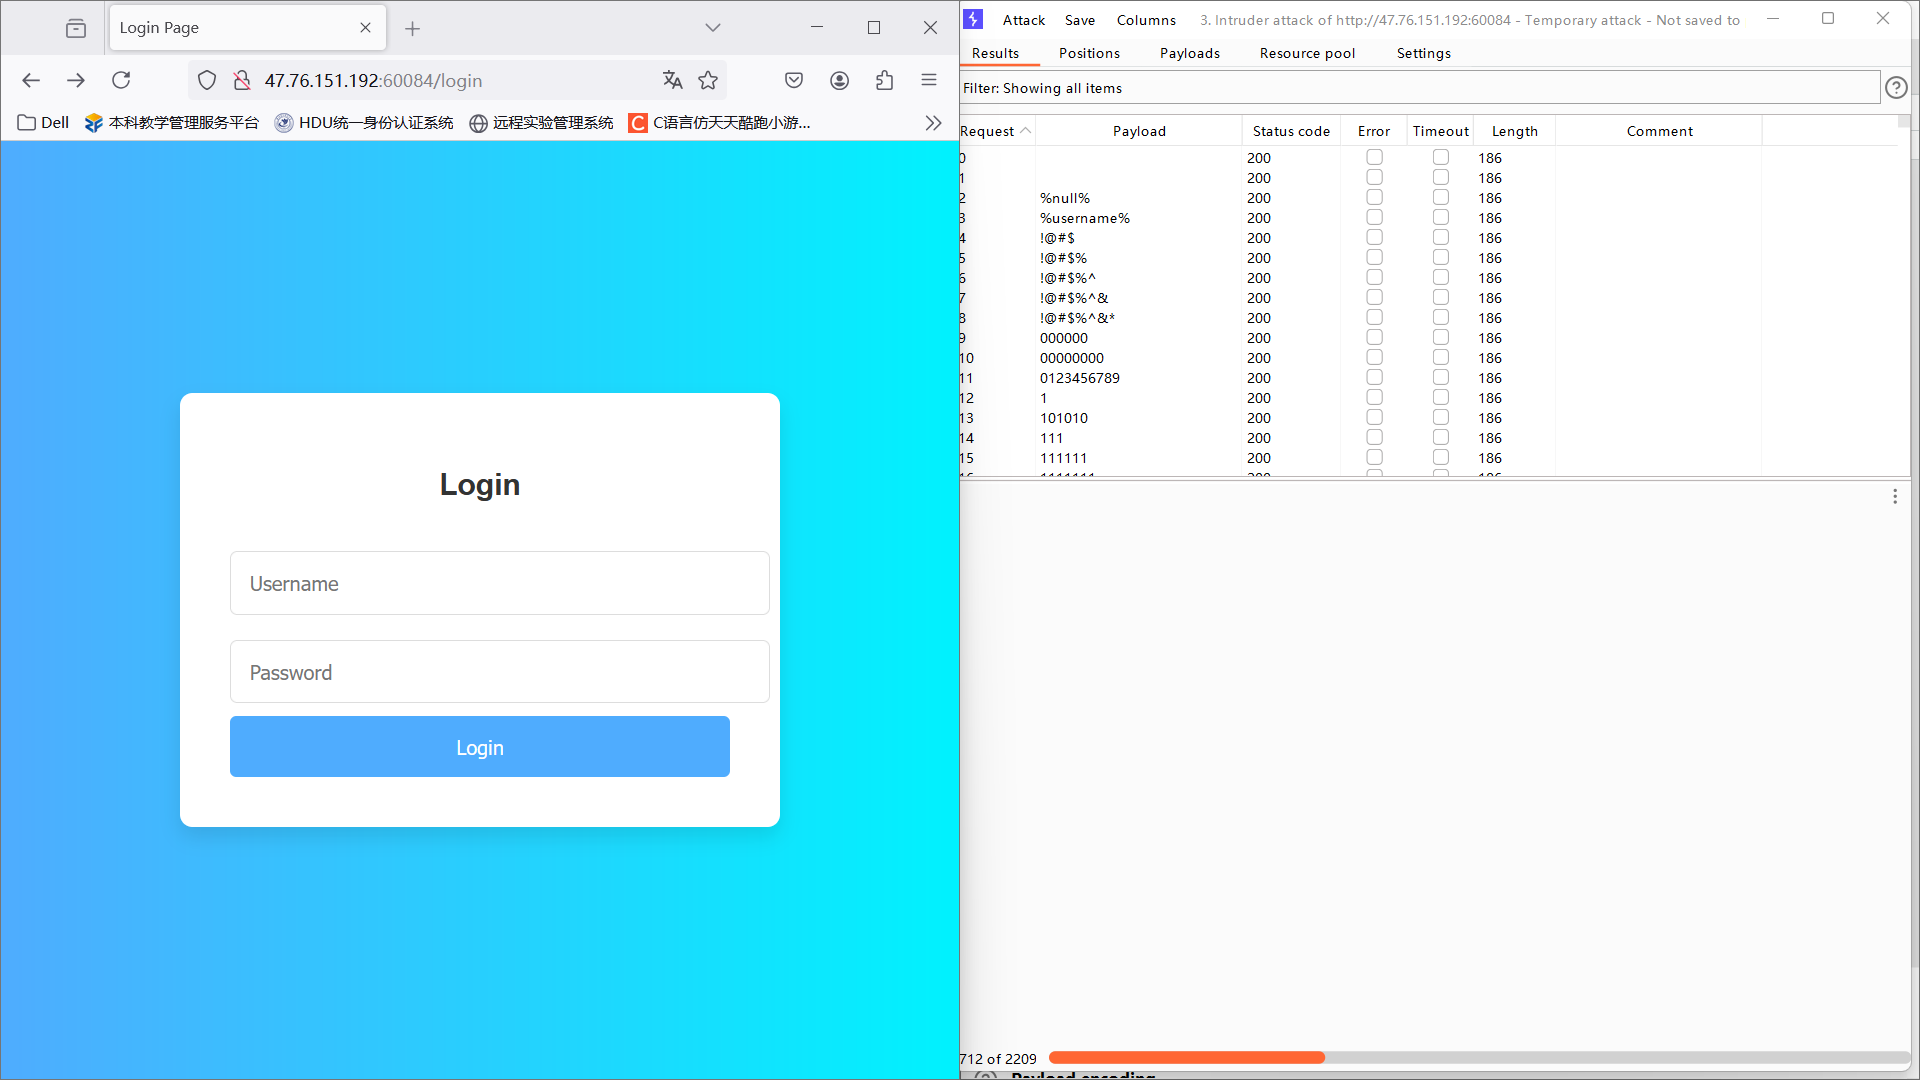 Login Page
47.76.151.192:60084/login
Dell
本科教学管理服务平台
HDU统一身份认证系统
远程实验管理系统
C语言仿天天酷跑小游...
Login
Username
Password
Login
Attack Save Columns 3. Intruder attack of http://47.76.151.192:60084 - Temporary attack - Not saved to
Results Positions Payloads Resource pool Settings
Filter: Showing all items
Request Payload Status code Error Timeout Length Comment
0 200 186
1 200 186
2 %null% 200 186
3 %username% 200 186
4 !@#$ 200 186
5 !@#$% 200 186
6 !@#$%^ 200 186
7 !@#$%^& 200 186
8 !@#$%^&* 200 186
9 000000 200 186
10 00000000 200 186
11 0123456789 200 186
12 1 200 186
13 101010 200 186
14 111 200 186
15 111111 200 186
712 of 2209
Payload encoding